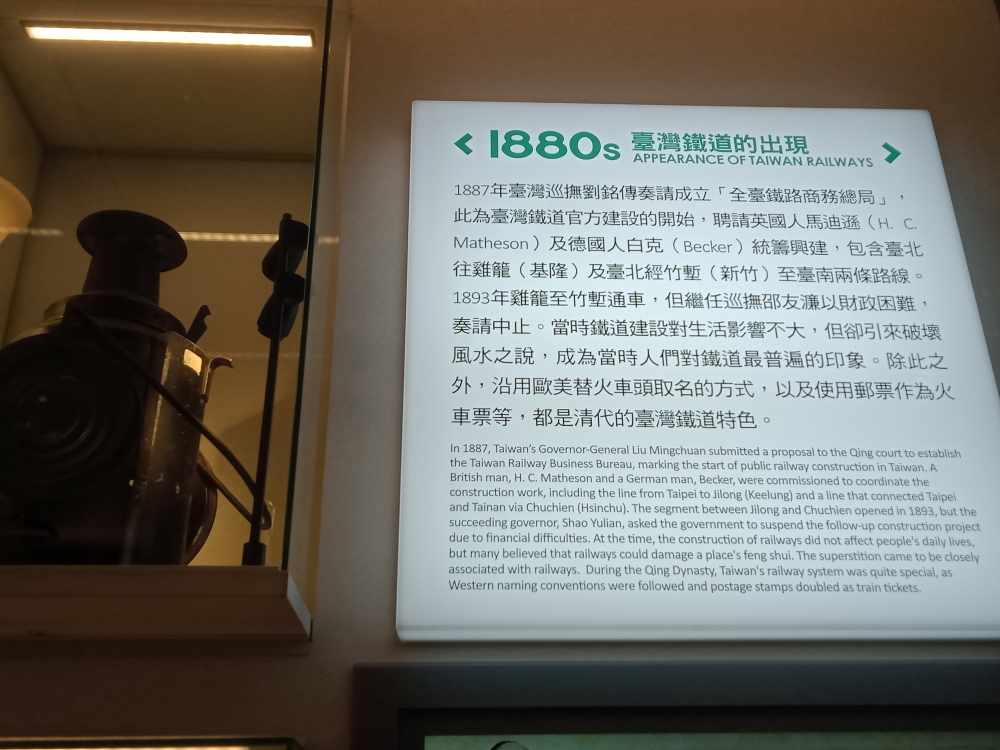 < 1880s 臺灣鐵道的出現 >
APPEARANCE OF TAIWAN RAILWAYS
1887年臺灣巡撫劉銘傳奏請成立「全臺鐵路商務總局」，
此為臺灣鐵道官方建設的開始，聘請英國人馬迪遜（H. C.
Matheson）及德國人白克（Becker）統籌興建，包含臺北
往雞籠（基隆）及臺北經竹塹（新竹）至臺南兩條路線。
1893年雞籠至竹塹通車，但繼任巡撫邵友濂以財政困難，
奏請中止。當時鐵道建設對生活影響不大，但卻引來破壞
風水之說，成為當時人們對鐵道最普遍的印象。除此之
外，沿用歐美替火車頭取名的方式，以及使用郵票作為火
車票等，都是清代的臺灣鐵道特色。
In 1887, Taiwan's Governor-General Liu Mingchuan submitted a proposal to the Qing court to establish
the Taiwan Railway Business Bureau, marking the start of public railway construction in Taiwan. A
British man, H. C. Matheson and a German man, Becker, were commissioned to coordinate the
construction work, including the line from Taipei to Jilong (Keelung) and a line that connected Taipei
and Tainan via Chuchien (Hsinchu). The segment between Jilong and Chuchien opened in 1893, but the
succeeding governor, Shao Yulian, asked the government to suspend the follow-up construction project
due to financial difficulties. At the time, the construction of railways did not affect people's daily lives,
but many believed that railways could damage a place's feng shui. The superstition came to be closely
associated with railways. During the Qing Dynasty, Taiwan's railway system was quite special, as
Western naming conventions were followed and postage stamps doubled as train tickets.